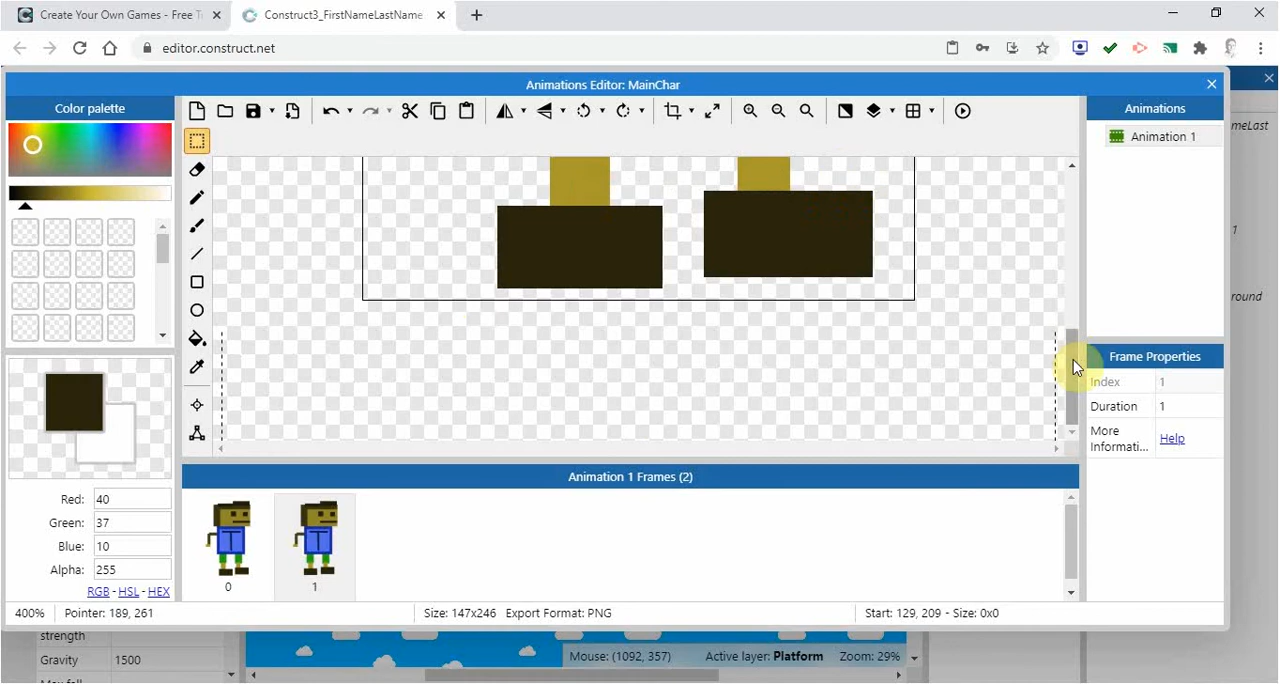 Create Your Own Games - Free T
Construct3_FirstNameLastName
editor.construct.net
Animations Editor: MainChar
Color palette
Animations
Animation 1
meLast
1
round
Frame Properties
Index 1
Duration 1
More
Informati... Help
Red: 40
Green: 37
Blue: 10
Alpha: 255
RGB - HSL - HEX
Animation 1 Frames (2)
T
T
0
1
400% Pointer: 189, 261 Size: 147x246 Export Format: PNG Start: 129, 209 - Size: 0x0
strength
Gravity 1500
Mouse: (1092, 357) Active layer: Platform Zoom: 29%